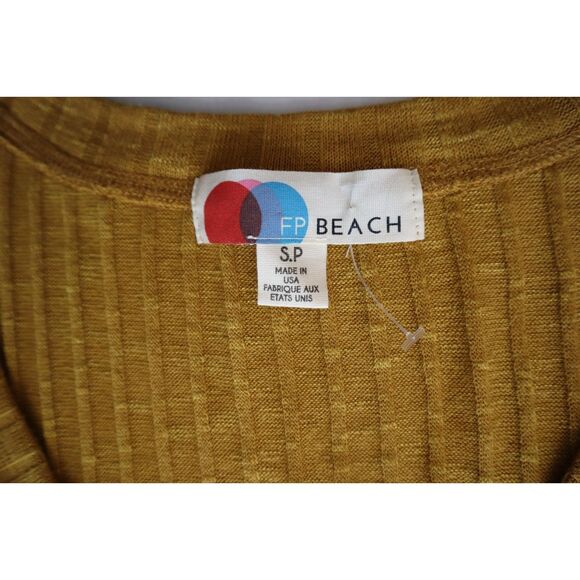 FP BEACH
S.P
MADE IN
USA
FABRIQUE AUX
ETATS UNIS